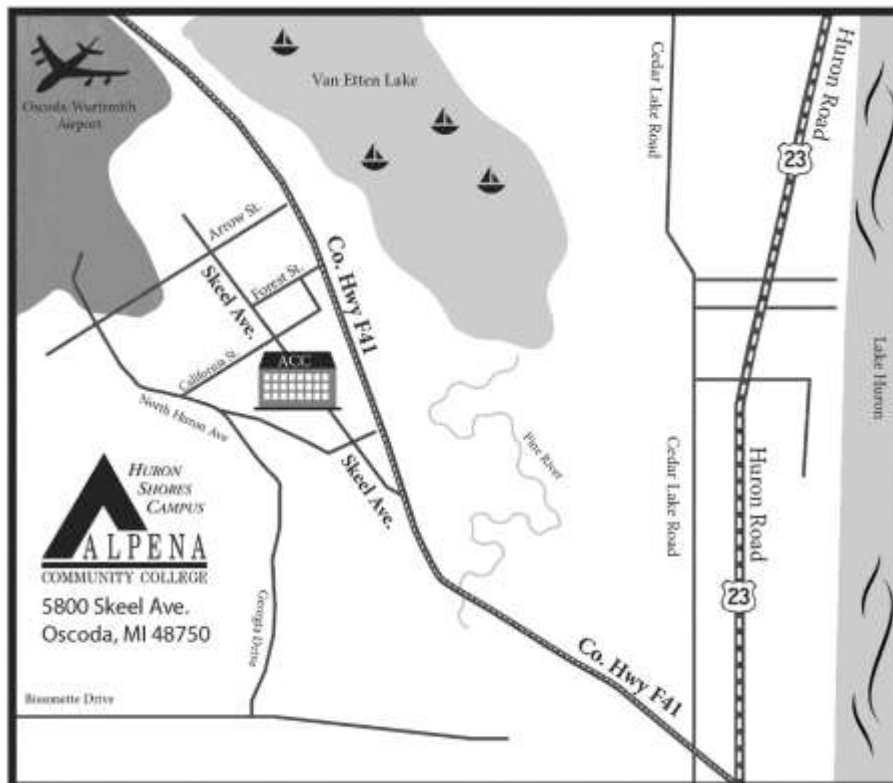 Oscoda-Wurtsmith
Airport
Van Etten Lake
Cedar Lake Road
Huron Road
23
Arrow St.
Skeel Ave.
Forest St.
Co. Hwy F41
California St.
ACC
North Huron Ave
Lake Huron
Pine River
Skeel Ave.
Cedar Lake Road
Huron Road
23
HURON
SHORES
CAMPUS
ALPENA
COMMUNITY COLLEGE
5800 Skeel Ave.
Oscoda, MI 48750
Georgia Drive
Co. Hwy F41
Bissonette Drive